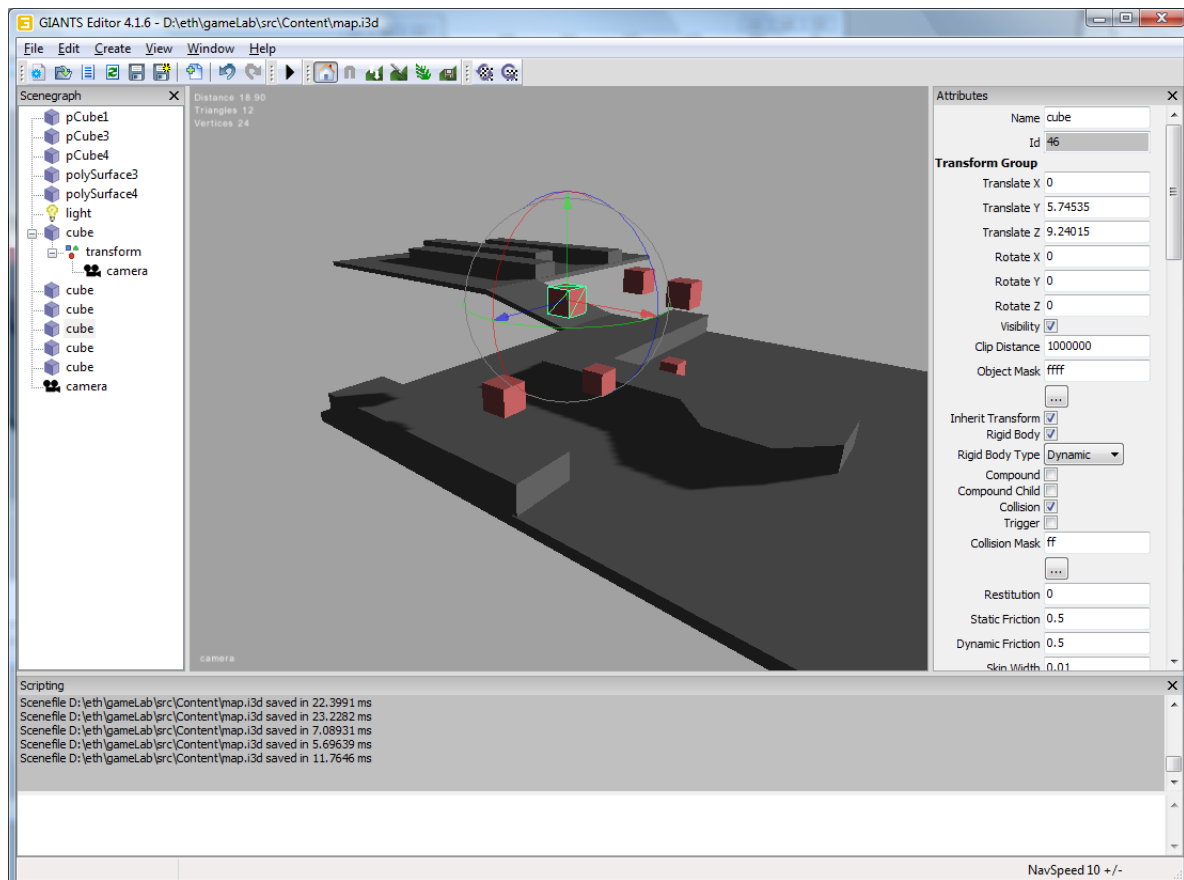 GIANTS Editor 4.1.6 - D:\eth\gameLab\src\Content\map.i3d
File Edit Create View Window Help
Scenegraph
pCube1
pCube3
pCube4
polySurface3
polySurface4
light
cube
transform
camera
cube
cube
cube
cube
cube
camera
Distance 18.90
Triangles 12
Vertices 24
camera
Attributes
Name cube
Id 46
Transform Group
Translate X 0
Translate Y 5.74535
Translate Z 9.24015
Rotate X 0
Rotate Y 0
Rotate Z 0
Visibility
Clip Distance 1000000
Object Mask ffff
...
Inherit Transform
Rigid Body
Rigid Body Type Dynamic
Compound
Compound Child
Collision
Trigger
Collision Mask ff
...
Restitution 0
Static Friction 0.5
Dynamic Friction 0.5
Skin Width 0.01
Scripting
Scenefile D:\eth\gameLab\src\Content\map.i3d saved in 22.3991 ms
Scenefile D:\eth\gameLab\src\Content\map.i3d saved in 23.2282 ms
Scenefile D:\eth\gameLab\src\Content\map.i3d saved in 7.08931 ms
Scenefile D:\eth\gameLab\src\Content\map.i3d saved in 5.69639 ms
Scenefile D:\eth\gameLab\src\Content\map.i3d saved in 11.7646 ms
NavSpeed 10 +/-